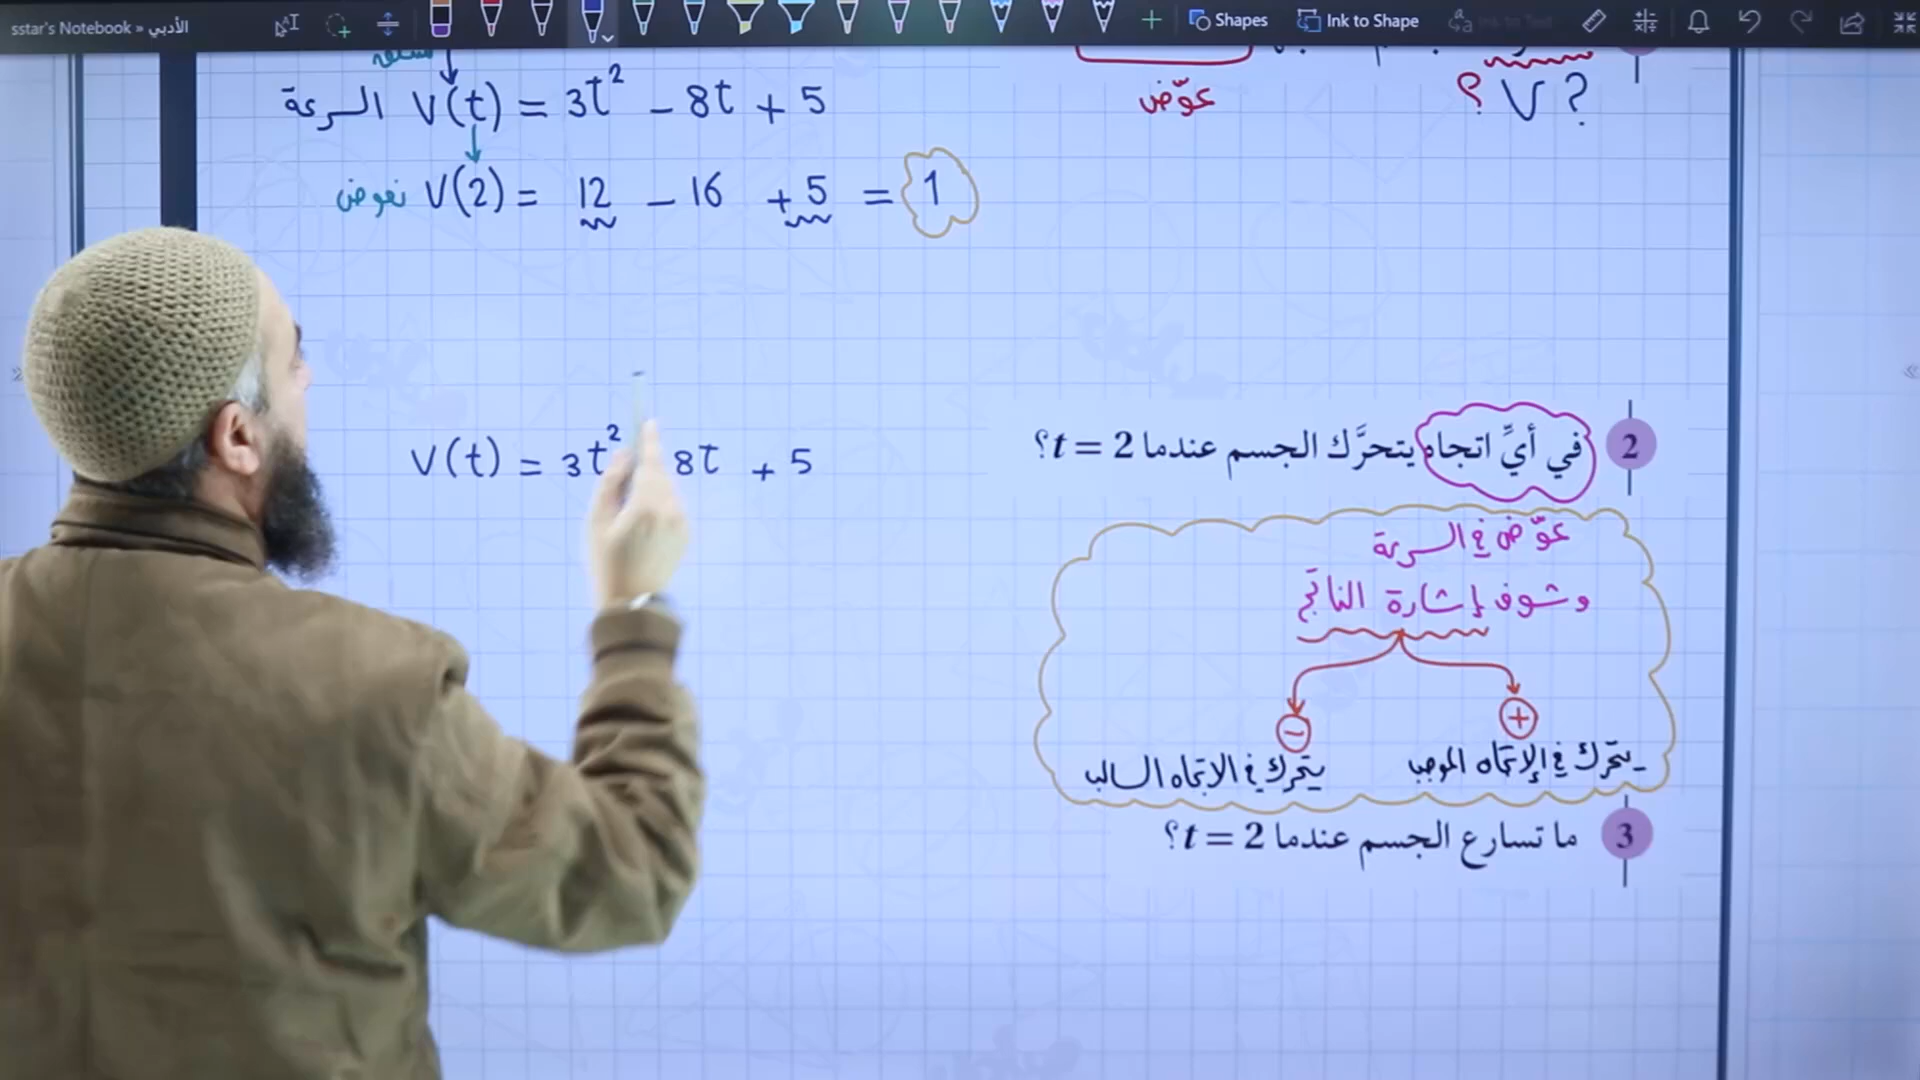 sstar's Notebook » الأدبي
Shapes
Ink to Shape
السرعة V(t) = 3t² - 8t + 5
عوّض
? V ؟
نعوض V(2) = 12 - 16 + 5 = 1
2 في أيِّ اتجاه يتحرَّك الجسم عندما t = 2؟
V(t) = 3t² 8t + 5
عوّض في السرعة
وشوف إشارة الناتج
+
-
يتحرك في الإتجاه الموجب
يتحرك في الاتجاه السالب
3 ما تسارع الجسم عندما t = 2؟